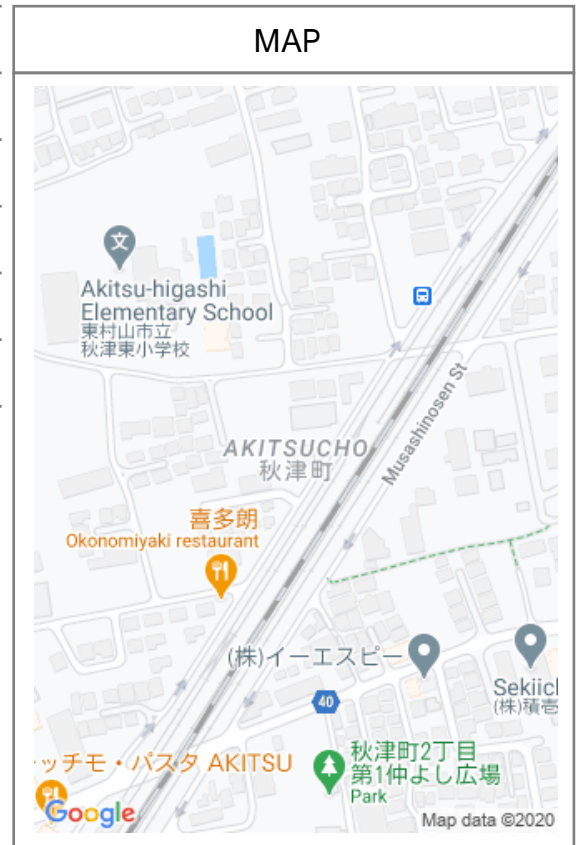 MAP
文
Akitsu-higashi
Elementary School
東村山市立
秋津東小学校
Musashinosen St
AKITSUCHO
秋津町
喜多朗
Okonomiyaki restaurant
(株)イーエスピー
Sekiicl
(株)積壱
40
ッチモ・パスタ AKITSU
秋津町2丁目
第1仲よし広場
Park
Google
Map data ©2020